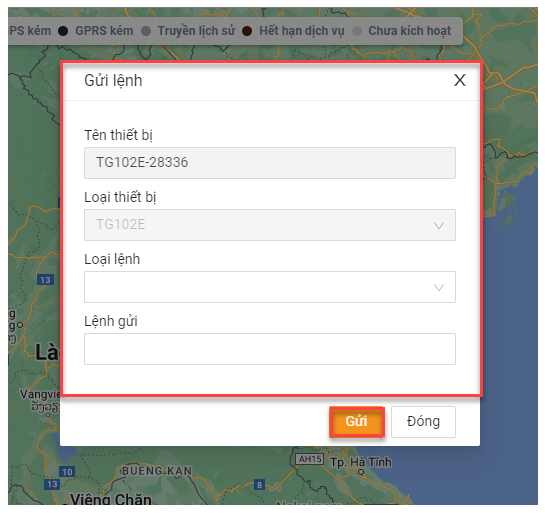 PS kém GPRS kém Truyền lịch sử Hết hạn dịch vụ Chưa kích hoạt
Gửi lệnh X
Tên thiết bị
TG102E-28336
Loại thiết bị
TG102E
Loại lệnh
13
Lệnh gửi
Là
Vangvie
Gửi Đóng
AH15 Tp. Hà Tĩnh
10 BUENG KAN
13 8
Viêng Chăn